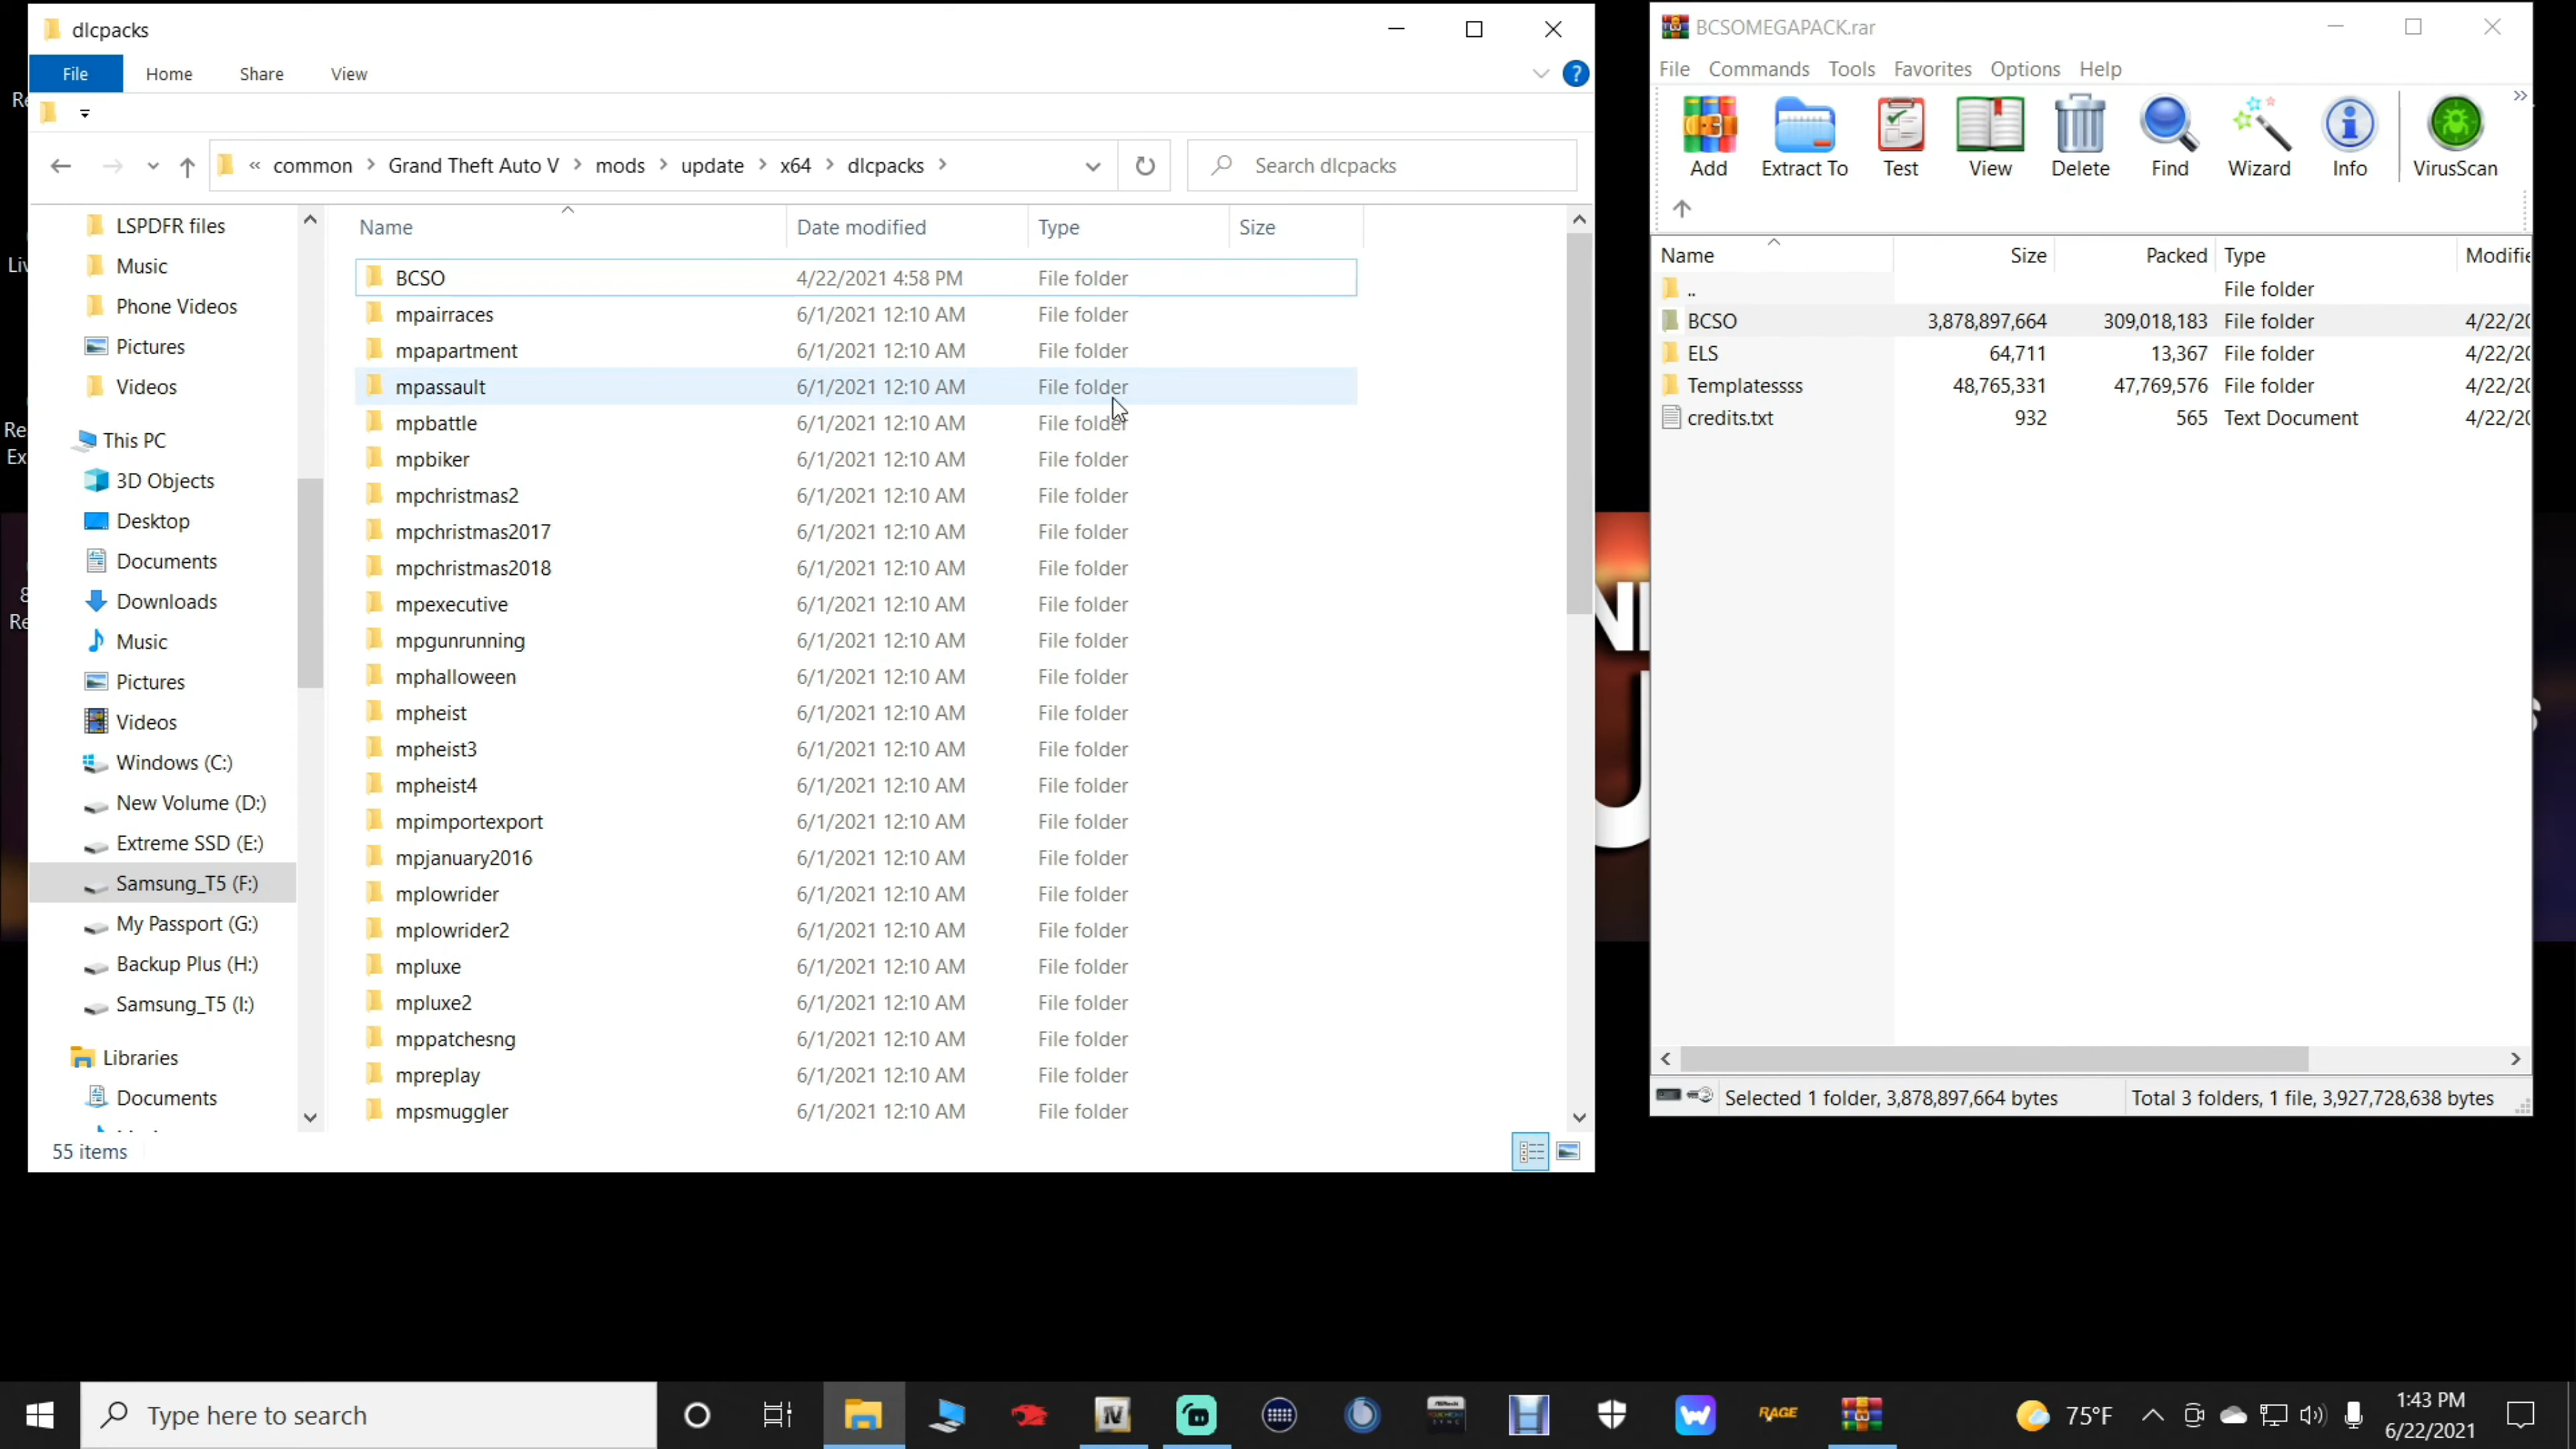 dlcpacks
File Home Share View
« common > Grand Theft Auto V > mods > update > x64 > dlcpacks >
Search dlcpacks
LSPDFR files
Music
Phone Videos
Pictures
Videos
This PC
3D Objects
Desktop
Documents
Downloads
Music
Pictures
Videos
Windows (C:)
New Volume (D:)
Extreme SSD (E:)
Samsung_T5 (F:)
My Passport (G:)
Backup Plus (H:)
Samsung_T5 (I:)
Libraries
Documents
Name Date modified Type Size
BCSO 4/22/2021 4:58 PM File folder
mpairraces 6/1/2021 12:10 AM File folder
mpapartment 6/1/2021 12:10 AM File folder
mpassault 6/1/2021 12:10 AM File folder
mpbattle 6/1/2021 12:10 AM File folder
mpbiker 6/1/2021 12:10 AM File folder
mpchristmas2 6/1/2021 12:10 AM File folder
mpchristmas2017 6/1/2021 12:10 AM File folder
mpchristmas2018 6/1/2021 12:10 AM File folder
mpexecutive 6/1/2021 12:10 AM File folder
mpgunrunning 6/1/2021 12:10 AM File folder
mphalloween 6/1/2021 12:10 AM File folder
mpheist 6/1/2021 12:10 AM File folder
mpheist3 6/1/2021 12:10 AM File folder
mpheist4 6/1/2021 12:10 AM File folder
mpimportexport 6/1/2021 12:10 AM File folder
mpjanuary2016 6/1/2021 12:10 AM File folder
mplowrider 6/1/2021 12:10 AM File folder
mplowrider2 6/1/2021 12:10 AM File folder
mpluxe 6/1/2021 12:10 AM File folder
mpluxe2 6/1/2021 12:10 AM File folder
mppatchesng 6/1/2021 12:10 AM File folder
mpreplay 6/1/2021 12:10 AM File folder
mpsmuggler 6/1/2021 12:10 AM File folder
55 items
BCSOMEGAPACK.rar
File Commands Tools Favorites Options Help
Add Extract To Test View Delete Find Wizard Info VirusScan
Name Size Packed Type Modifie
.. File folder
BCSO 3,878,897,664 309,018,183 File folder 4/22/20
ELS 64,711 13,367 File folder 4/22/20
Templatessss 48,765,331 47,769,576 File folder 4/22/20
credits.txt 932 565 Text Document 4/22/20
Selected 1 folder, 3,878,897,664 bytes
Total 3 folders, 1 file, 3,927,728,638 bytes
Type here to search
IV
RAGE
75°F
1:43 PM
6/22/2021